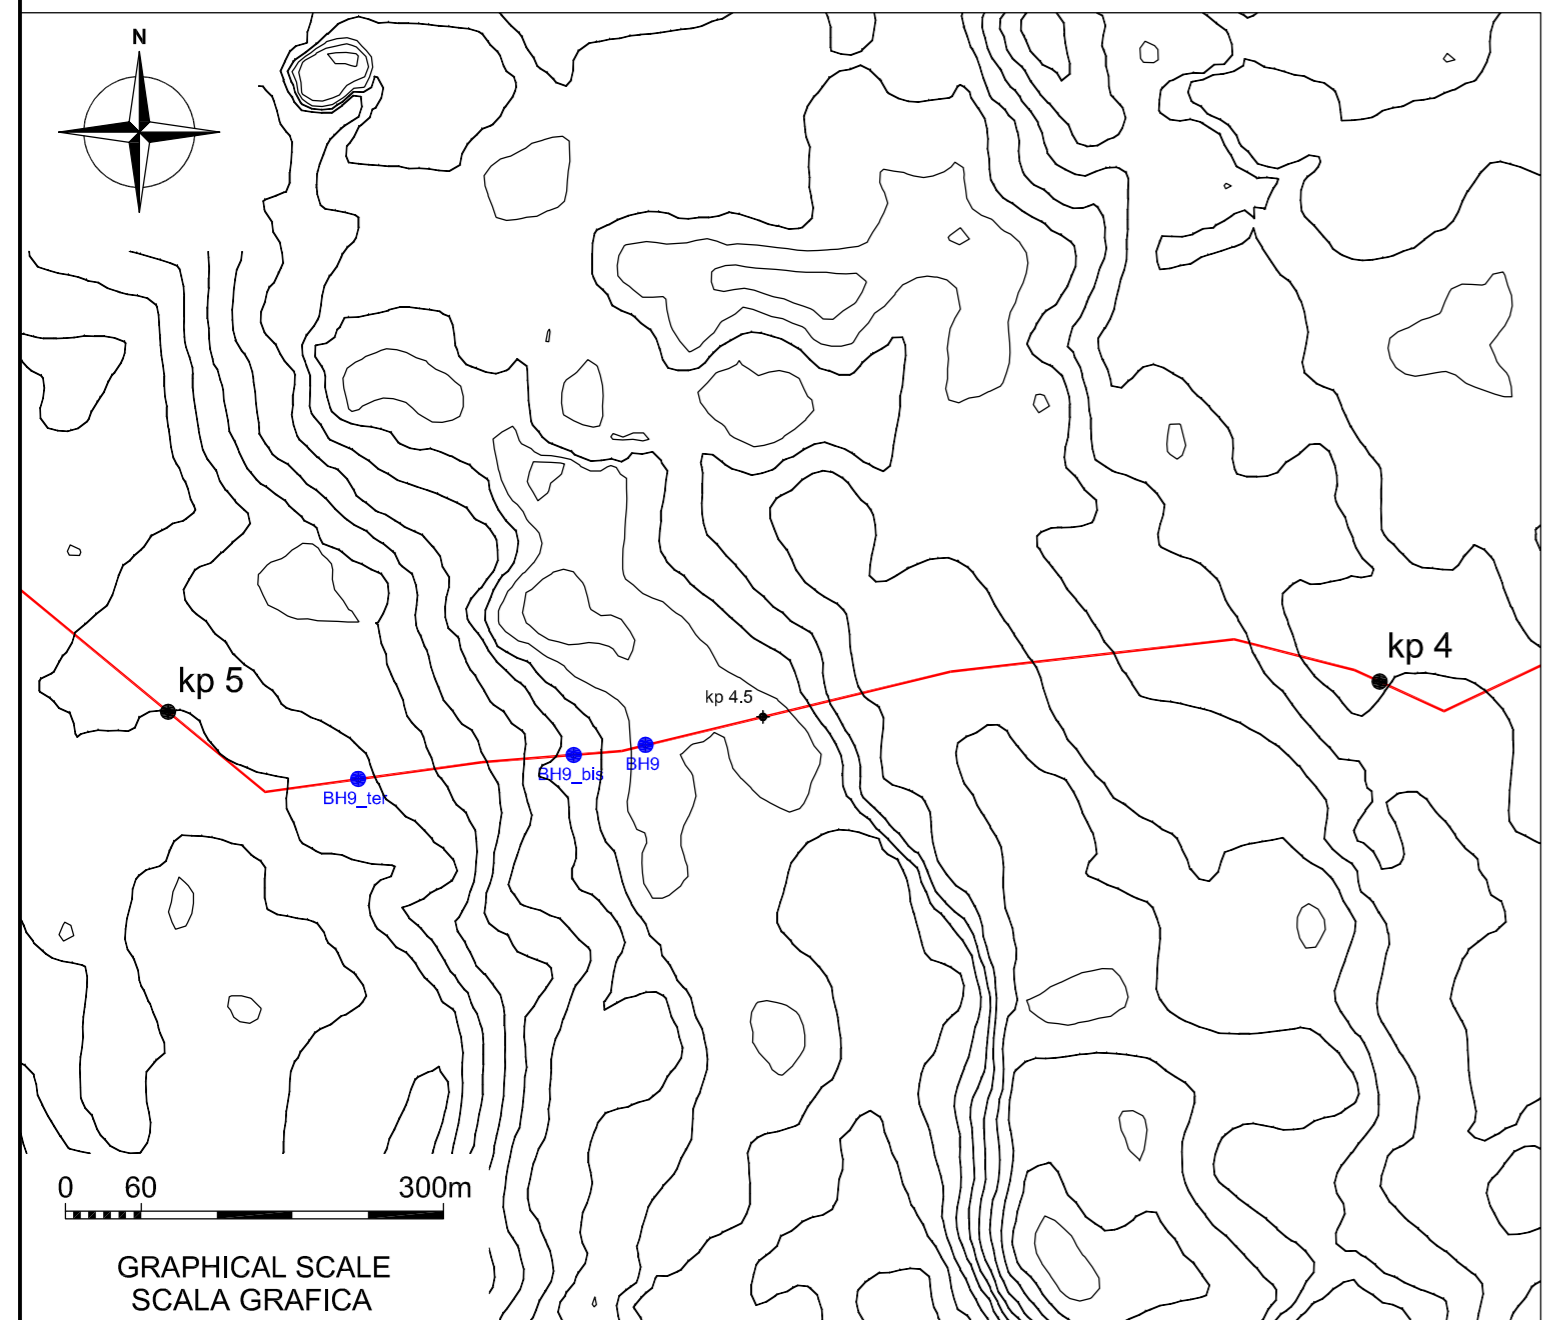 N
kp 4
kp 5
kp 4.5
BH9
BH9_bis
BH9_ter
0 60 300m
GRAPHICAL SCALE
SCALA GRAFICA